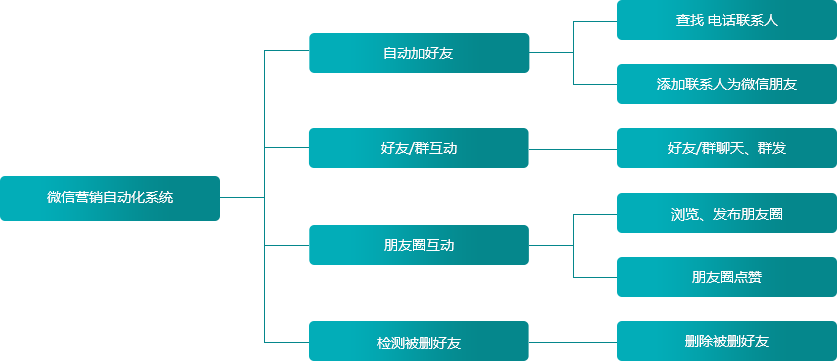 微信营销自动化系统
自动加好友
查找 电话联系人
添加联系人为微信朋友
好友/群互动
好友/群聊天、群发
朋友圈互动
浏览、发布朋友圈
朋友圈点赞
检测被删好友
删除被删好友